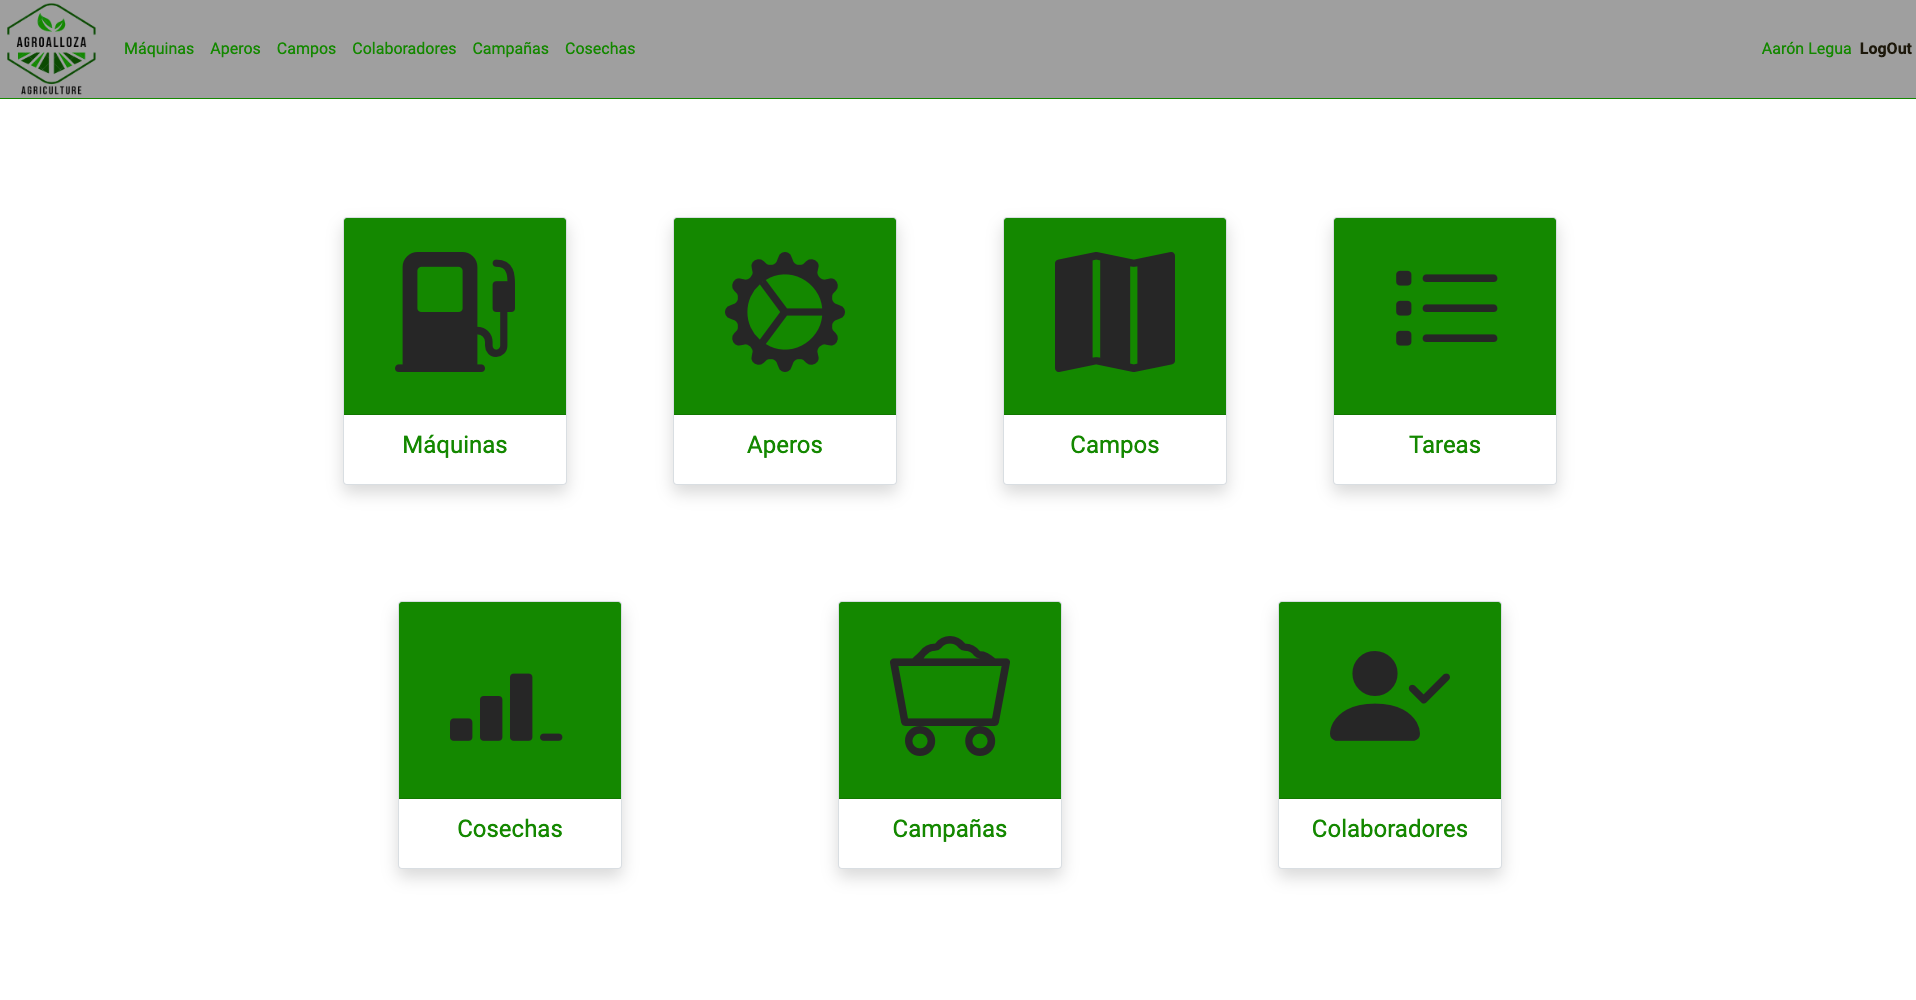 AGROALLOZA
AGRICULTURE
Máquinas Aperos Campos Colaboradores Campañas Cosechas
Aarón Legua LogOut
Máquinas Aperos Campos Tareas
Cosechas Campañas Colaboradores